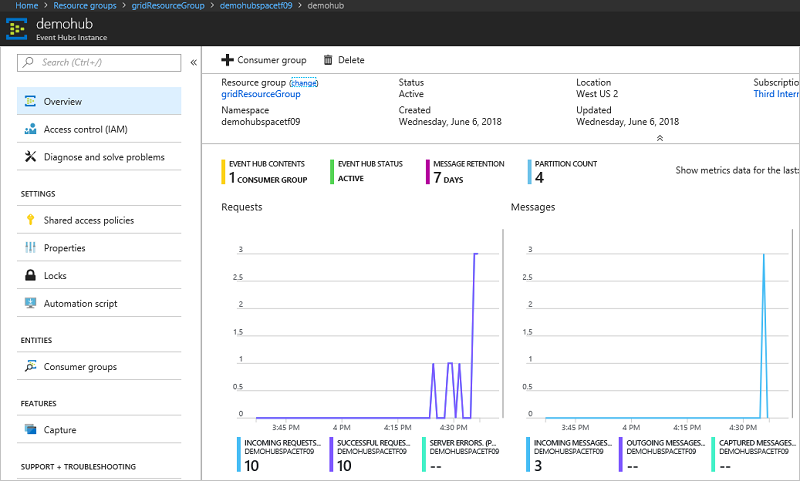 Home > Resource groups > gridResourceGroup > demohubspacetf09 > demohub
demohub
Event Hubs Instance
Search (Ctrl+/)
«
Overview
Access control (IAM)
Diagnose and solve problems
SETTINGS
Shared access policies
Properties
Locks
Automation script
ENTITIES
Consumer groups
FEATURES
Capture
SUPPORT + TROUBLESHOOTING
+ Consumer group Delete
Resource group (change) Status Location Subscriptio
gridResourceGroup Active West US 2 Third Inter
Namespace Created Updated
demohubspacetf09 Wednesday, June 6, 2018 Wednesday, June 6, 2018
EVENT HUB CONTENTS EVENT HUB STATUS MESSAGE RETENTION PARTITION COUNT
1 CONSUMER GROUP ACTIVE 7 DAYS 4
Show metrics data for the last:
Requests
3
2.5
2
1.5
1
0.5
0
3:45 PM 4 PM 4:15 PM 4:30 PM
INCOMING REQUESTS... SUCCESSFUL REQUES... SERVER ERRORS. (P...
DEMOHUBSPACETF09 DEMOHUBSPACETF09 DEMOHUBSPACETF09
10 10 --
Messages
3
2.5
2
1.5
1
0.5
0
3:45 PM 4 PM 4:15 PM 4:30 PM
INCOMING MESSAGES... OUTGOING MESSAGES... CAPTURED MESSAGES...
DEMOHUBSPACETF09 DEMOHUBSPACETF09 DEMOHUBSPACETF09
3 -- --